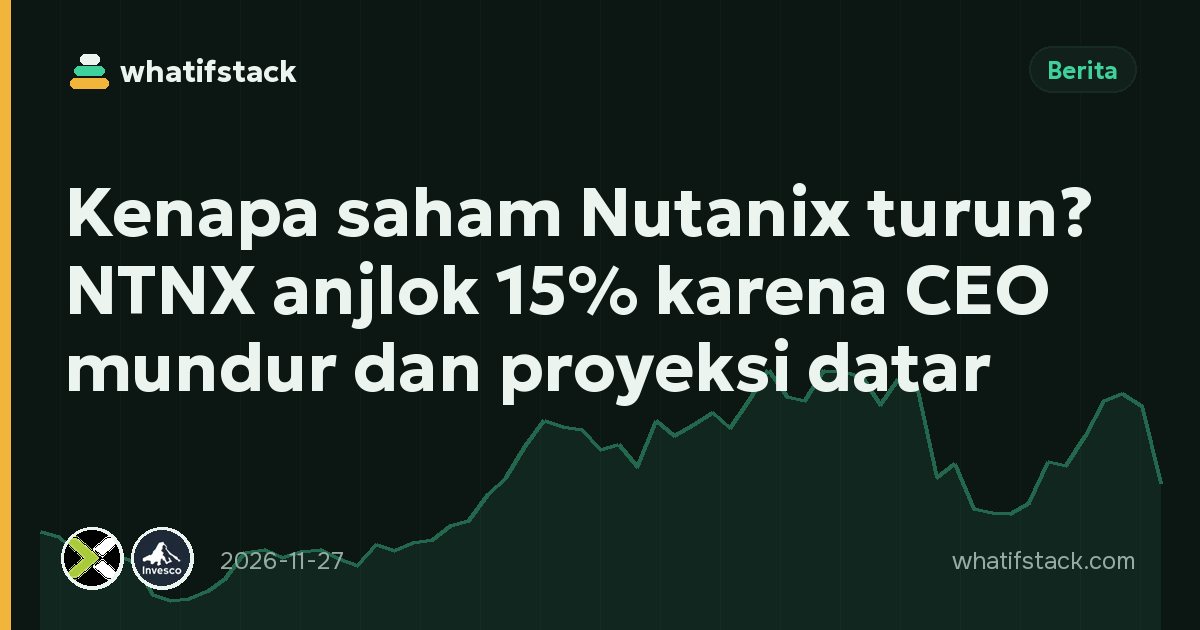 whatifstack
Berita
Kenapa saham Nutanix turun?
NTNX anjlok 15% karena CEO
mundur dan proyeksi datar
Invesco
2026-11-27
whatifstack.com